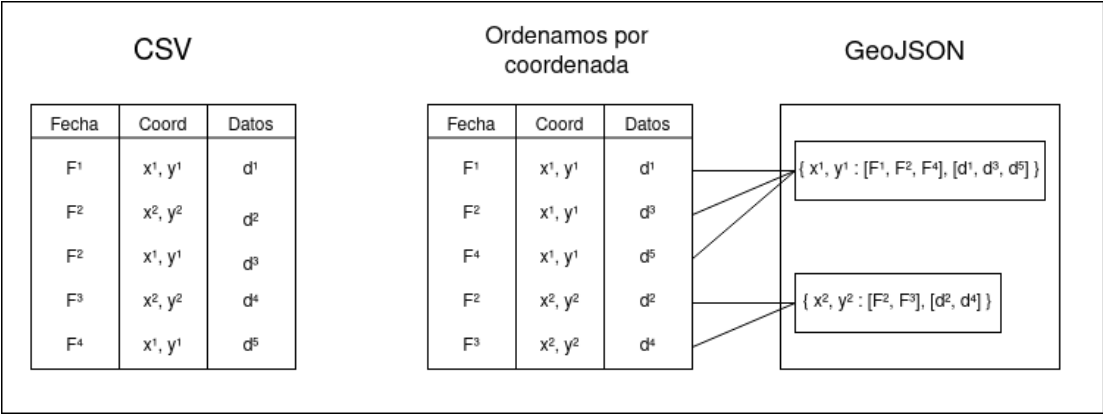 CSV
Fecha Coord Datos
F¹ x¹, y¹ d¹
F² x², y² d²
F² x¹, y¹ d³
F³ x², y² d⁴
F⁴ x¹, y¹ d⁵
Ordenamos por
coordenada
Fecha Coord Datos
F¹ x¹, y¹ d¹
F² x¹, y¹ d³
F⁴ x¹, y¹ d⁵
F² x², y² d²
F³ x², y² d⁴
GeoJSON
{ x¹, y¹ : [F¹, F², F⁴], [d¹, d³, d⁵] }
{ x², y² : [F², F³], [d², d⁴] }